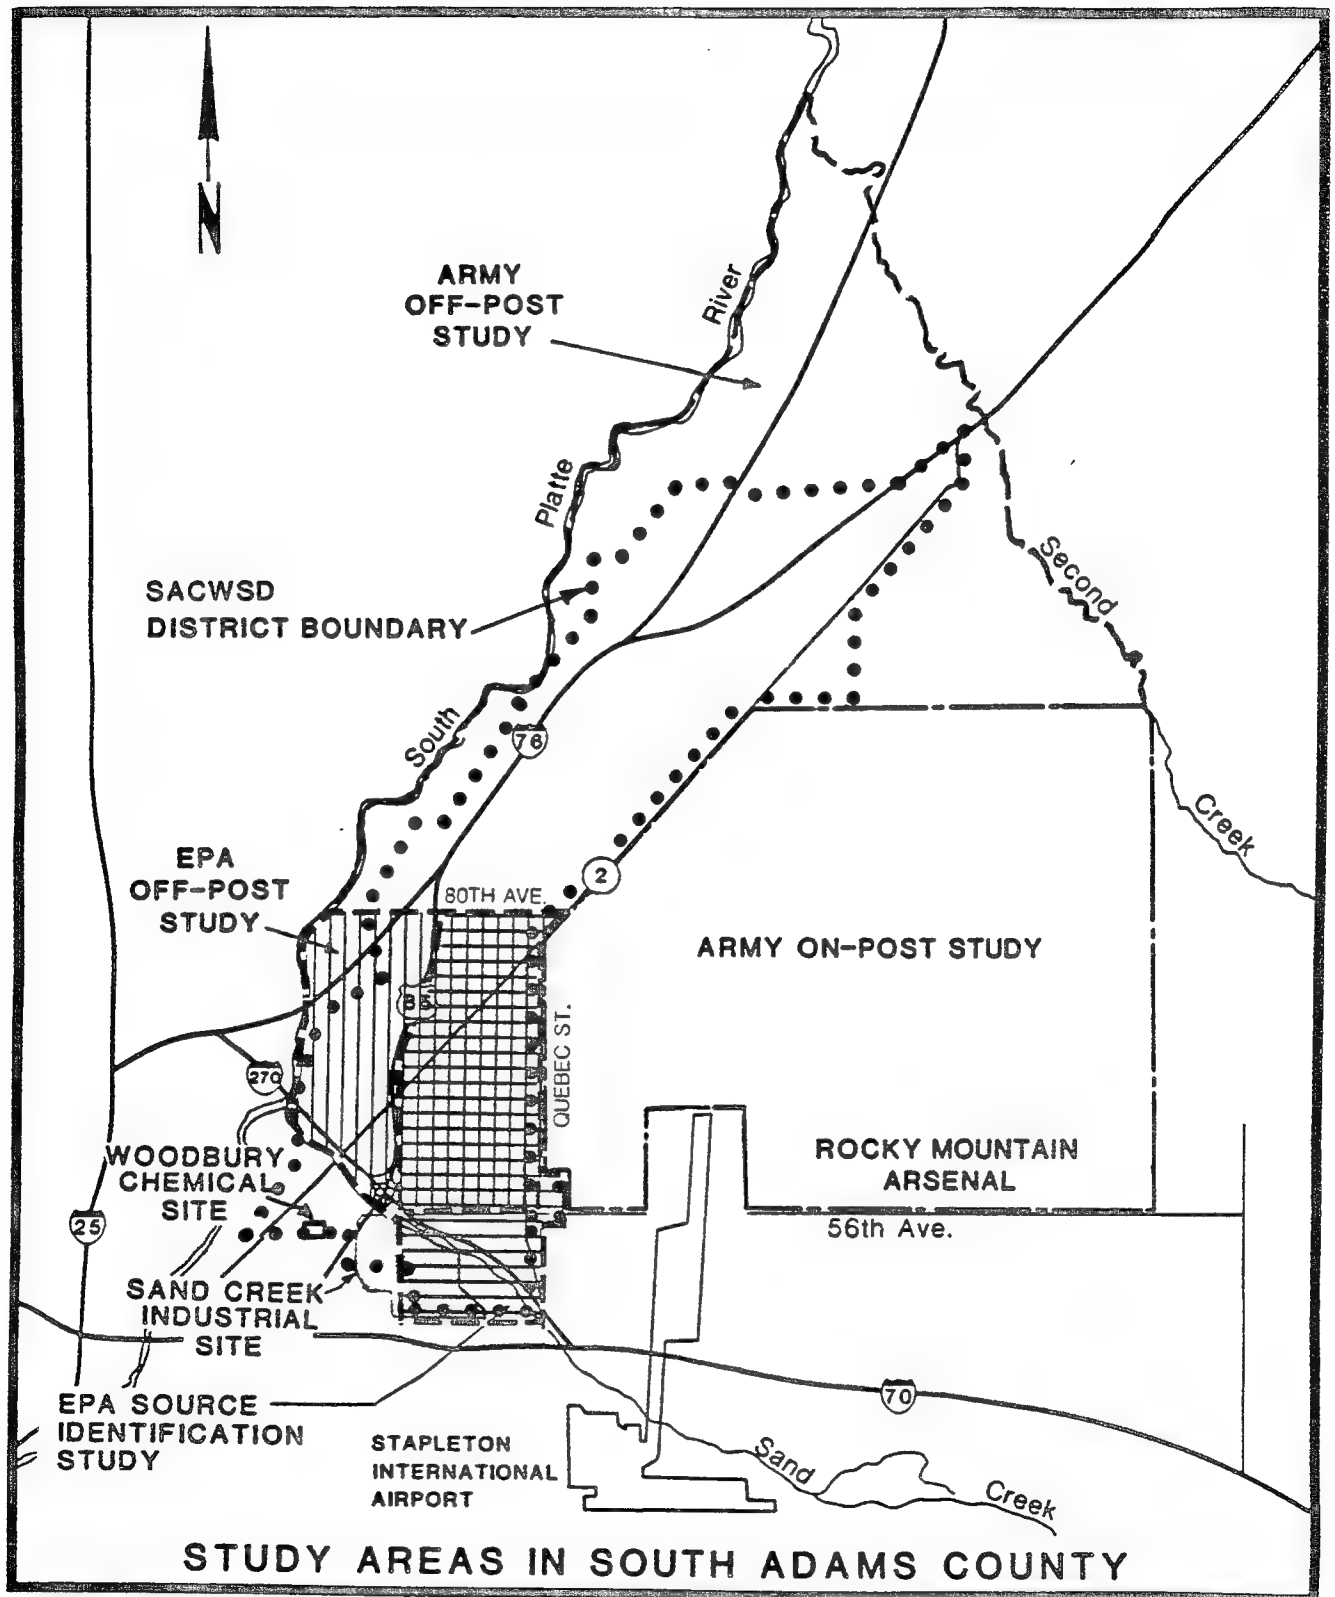 N
ARMY
OFF-POST
STUDY
River
Platte
SACWSD
DISTRICT BOUNDARY
Second
South
76
Creek
EPA
OFF-POST
STUDY
2
80TH AVE.
ARMY ON-POST STUDY
QUEBEC ST.
270
WOODBURY
CHEMICAL
SITE
ROCKY MOUNTAIN
ARSENAL
25
56th Ave.
SAND CREEK
INDUSTRIAL
SITE
70
EPA SOURCE
IDENTIFICATION
STUDY
STAPLETON
INTERNATIONAL
AIRPORT
Sand
Creek
STUDY AREAS IN SOUTH ADAMS COUNTY